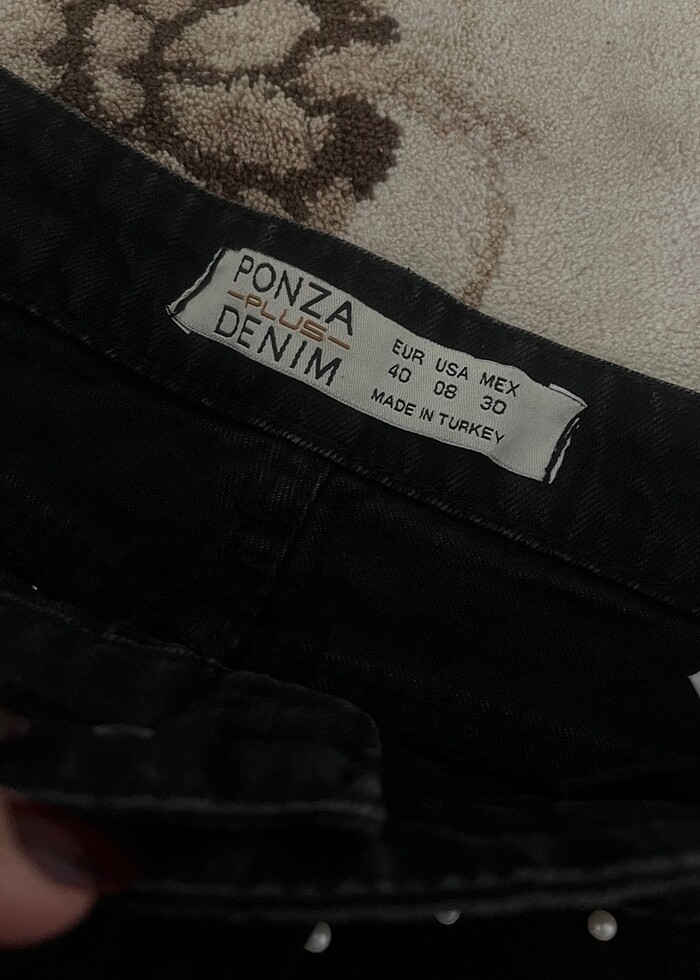 PONZA
-PLUS-
DENIM
EUR USA MEX
40 08 30
MADE IN TURKEY